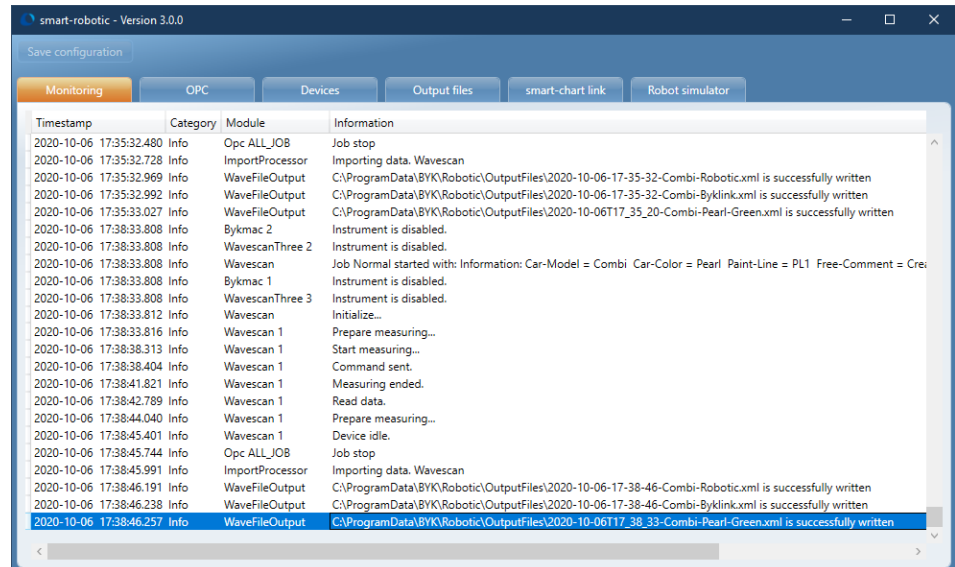 smart-robotic - Version 3.0.0
Save configuration
Monitoring OPC Devices Output files smart-chart link Robot simulator
Timestamp Category Module Information
2020-10-06 17:35:32.480 Info Opc ALL_JOB Job stop
2020-10-06 17:35:32.728 Info ImportProcessor Importing data. Wavescan
2020-10-06 17:35:32.969 Info WaveFileOutput C:\ProgramData\BYK\Robotic\OutputFiles\2020-10-06-17-35-32-Combi-Robotic.xml is successfully written
2020-10-06 17:35:32.992 Info WaveFileOutput C:\ProgramData\BYK\Robotic\OutputFiles\2020-10-06-17-35-32-Combi-Byklink.xml is successfully written
2020-10-06 17:35:33.027 Info WaveFileOutput C:\ProgramData\BYK\Robotic\OutputFiles\2020-10-06T17_35_20-Combi-Pearl-Green.xml is successfully written
2020-10-06 17:38:33.808 Info Bykmac 2 Instrument is disabled.
2020-10-06 17:38:33.808 Info WavescanThree 2 Instrument is disabled.
2020-10-06 17:38:33.808 Info Wavescan Job Normal started with: Information: Car-Model = Combi Car-Color = Pearl Paint-Line = PL1 Free-Comment = Crea
2020-10-06 17:38:33.808 Info Bykmac 1 Instrument is disabled.
2020-10-06 17:38:33.808 Info WavescanThree 3 Instrument is disabled.
2020-10-06 17:38:33.812 Info Wavescan Initialize...
2020-10-06 17:38:33.816 Info Wavescan 1 Prepare measuring...
2020-10-06 17:38:38.313 Info Wavescan 1 Start measuring...
2020-10-06 17:38:38.404 Info Wavescan 1 Command sent.
2020-10-06 17:38:41.821 Info Wavescan 1 Measuring ended.
2020-10-06 17:38:42.789 Info Wavescan 1 Read data.
2020-10-06 17:38:44.040 Info Wavescan 1 Prepare measuring...
2020-10-06 17:38:45.401 Info Wavescan 1 Device idle.
2020-10-06 17:38:45.744 Info Opc ALL_JOB Job stop
2020-10-06 17:38:45.991 Info ImportProcessor Importing data. Wavescan
2020-10-06 17:38:46.191 Info WaveFileOutput C:\ProgramData\BYK\Robotic\OutputFiles\2020-10-06-17-38-46-Combi-Robotic.xml is successfully written
2020-10-06 17:38:46.238 Info WaveFileOutput C:\ProgramData\BYK\Robotic\OutputFiles\2020-10-06-17-38-46-Combi-Byklink.xml is successfully written
2020-10-06 17:38:46.257 Info WaveFileOutput C:\ProgramData\BYK\Robotic\OutputFiles\2020-10-06T17_38_33-Combi-Pearl-Green.xml is successfully written